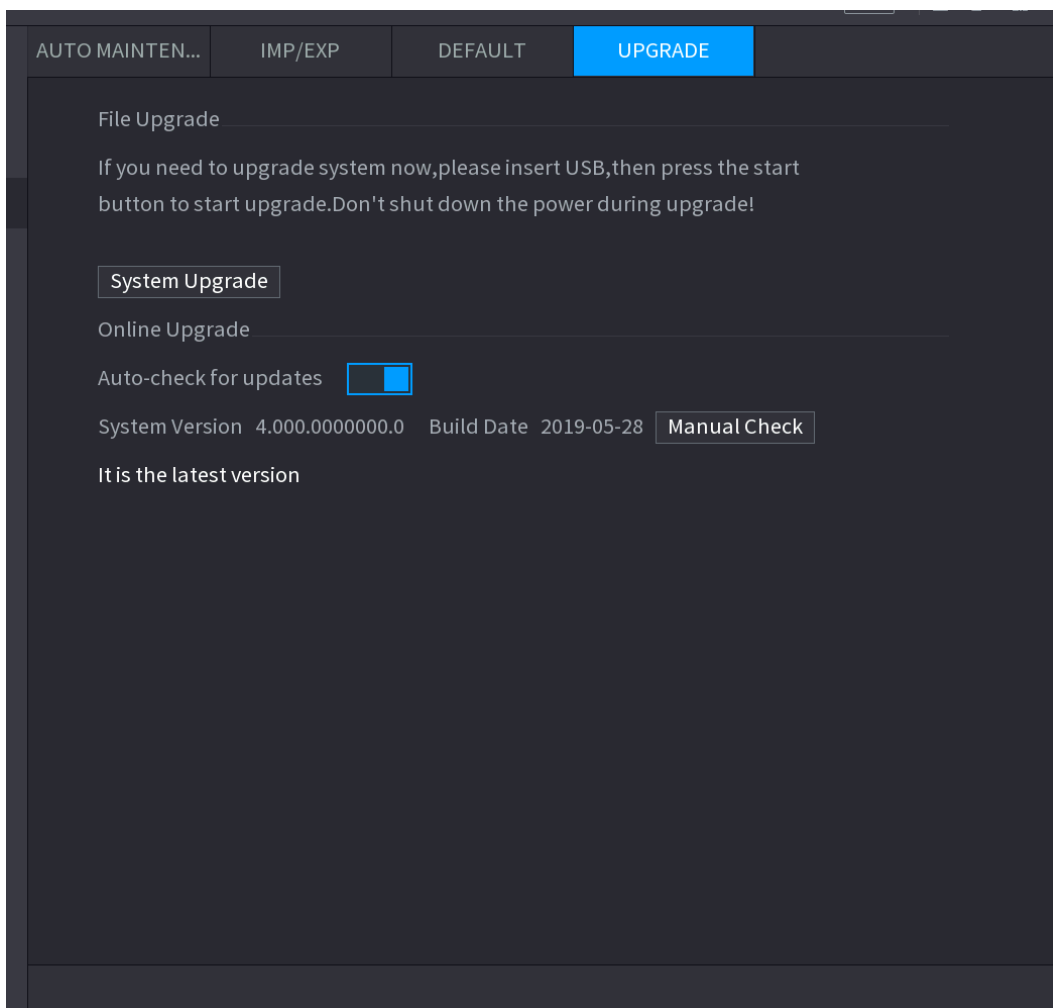 AUTO MAINTEN... IMP/EXP DEFAULT UPGRADE
File Upgrade
If you need to upgrade system now,please insert USB,then press the start
button to start upgrade.Don't shut down the power during upgrade!
System Upgrade
Online Upgrade
Auto-check for updates
System Version 4.000.0000000.0 Build Date 2019-05-28 Manual Check
It is the latest version